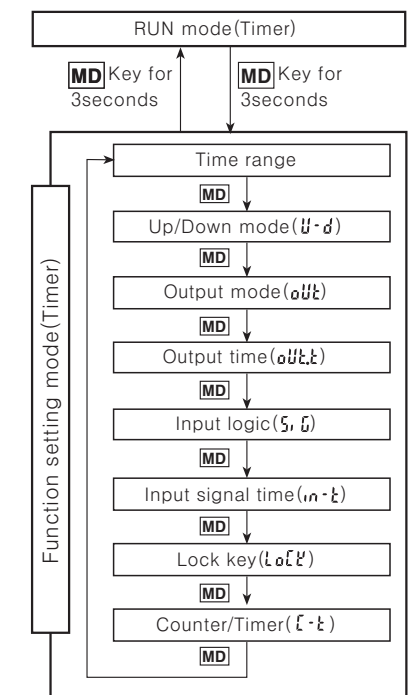 RUN mode(Timer)
MD Key for
3seconds
MD Key for
3seconds
Function setting mode(Timer)
Time range
MD
Up/Down mode(U-d)
MD
Output mode(oUt)
MD
Output time(oUt.t)
MD
Input logic(SiG)
MD
Input signal time(in-t)
MD
Lock key(LoCK)
MD
Counter/Timer(C-t)
MD